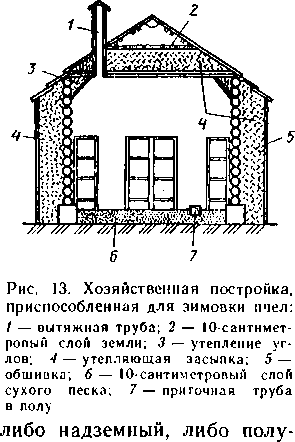 1
2
3
4
4
5
6
7
Рис. 13. Хозяйственная постройка,
приспособленная для зимовки пчел:
1 — вытяжная труба; 2 — 10-сантимет-
ровый слой земли; 3 — утепление уг-
лов; 4 — утепляющая засыпка; 5 —
обшивка; 6 — 10-сантиметровый слой
сухого песка; 7 — приточная труба
в полу
либо надземный, либо полу-